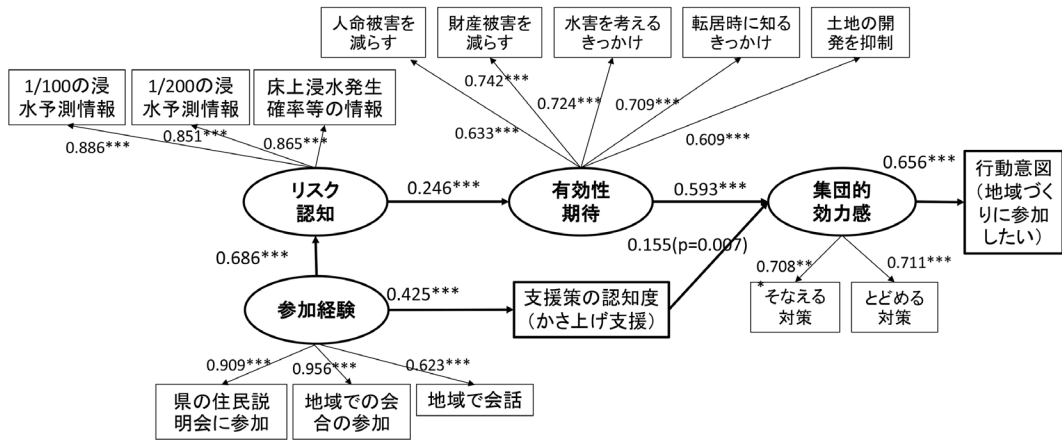 人命被害を
減らす
財産被害を
減らす
水害を考える
きっかけ
転居時に知る
きっかけ
土地の開
発を抑制
1/100の浸
水予測情報
1/200の浸
水予測情報
床上浸水発生
確率等の情報
0.742***
0.724***
0.709***
0.633***
0.609***
0.886***
0.851***
0.865***
リスク
認知
0.246***
有効性
期待
0.593***
集団的
効力感
0.656***
行動意図
(地域づく
りに参加
したい)
0.155(p=0.007)
0.686***
0.708**
*
0.711***
参加経験
0.425***
支援策の認知度
(かさ上げ支援)
そなえる
対策
とどめる
対策
0.909***
0.956***
0.623***
県の住民説
明会に参加
地域での会
合の参加
地域で会話